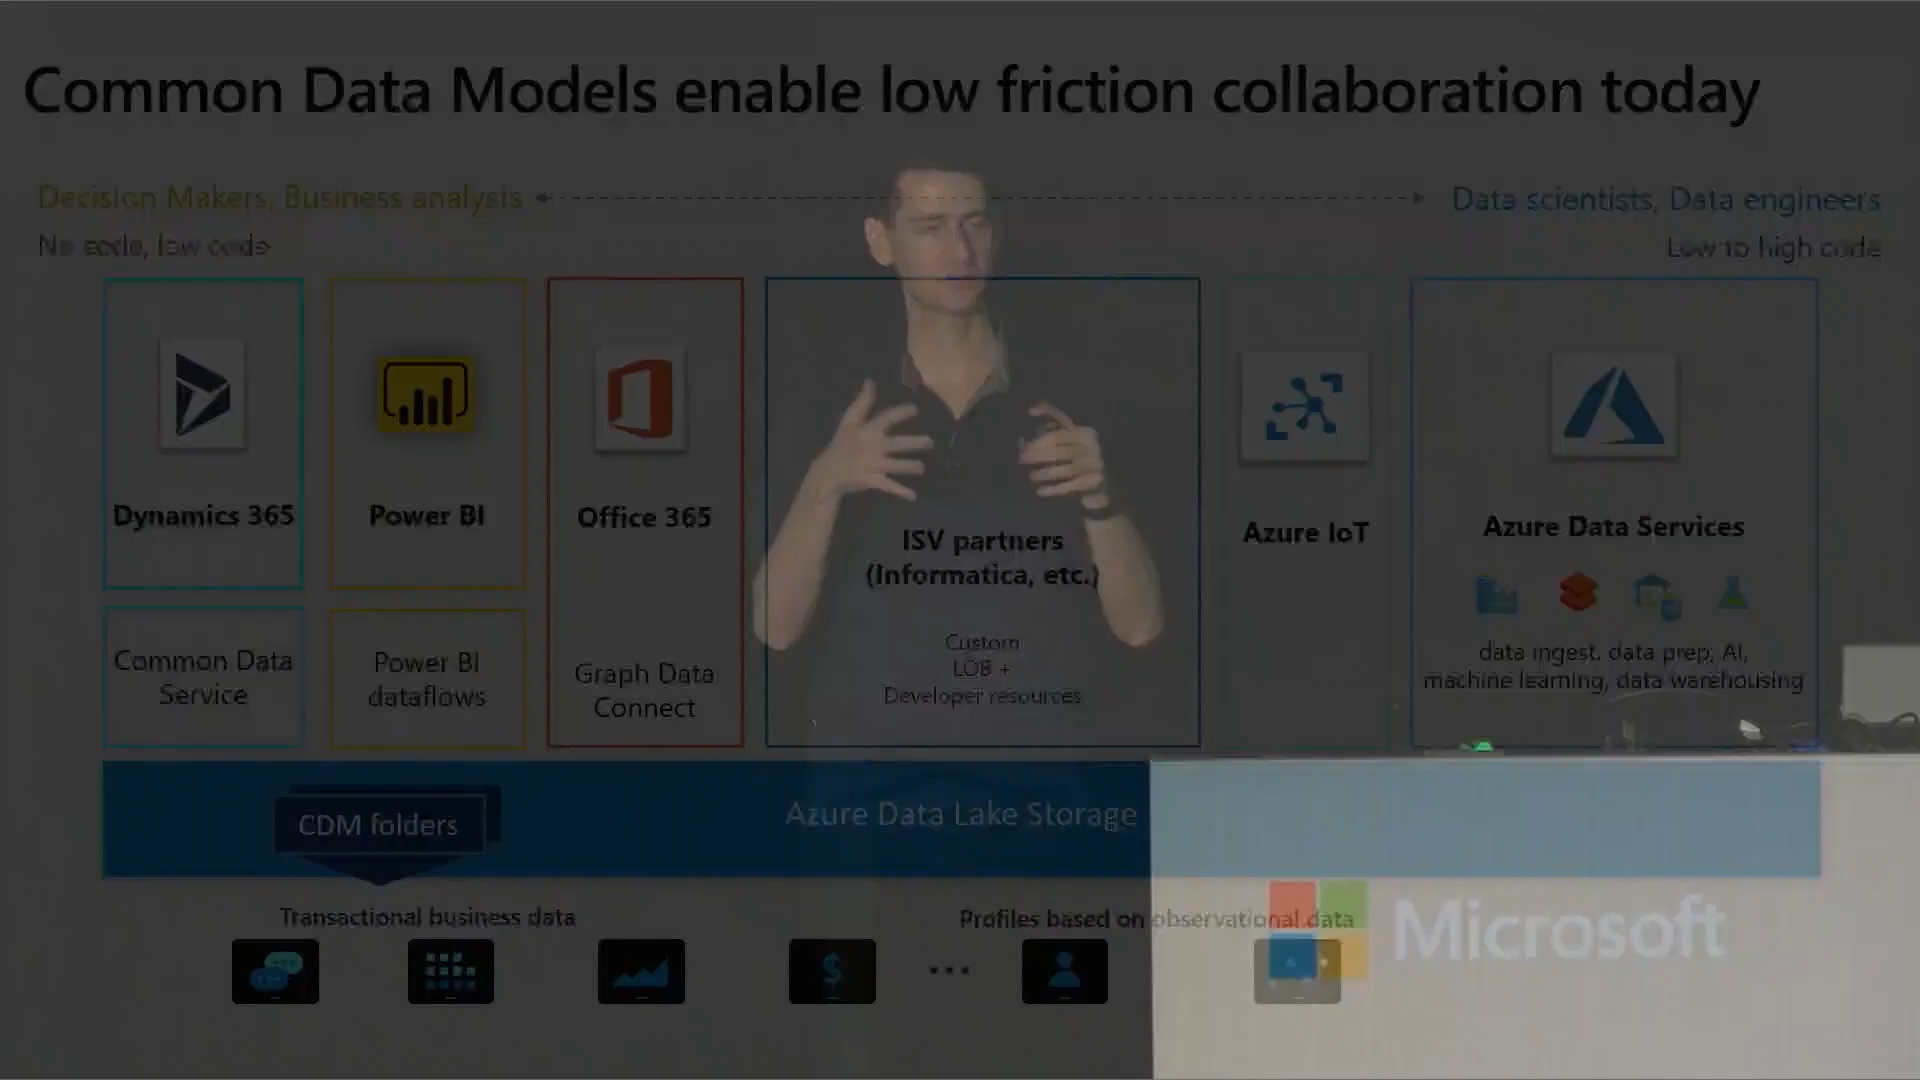 Common Data Models enable low friction collaboration today
Decision Makers, Business analysts
Data scientists, Data engineers
No code, low code
Low to high code
Dynamics 365
Power BI
Office 365
ISV partners
(Informatica, etc.)
Azure IoT
Azure Data Services
Custom
LOB +
Developer resources
data ingest, data prep, AI,
machine learning, data warehousing
Common Data
Service
Power BI
dataflows
Graph Data
Connect
CDM folders
Azure Data Lake Storage
Transactional business data
Profiles based on observational data
$
...
Microsoft